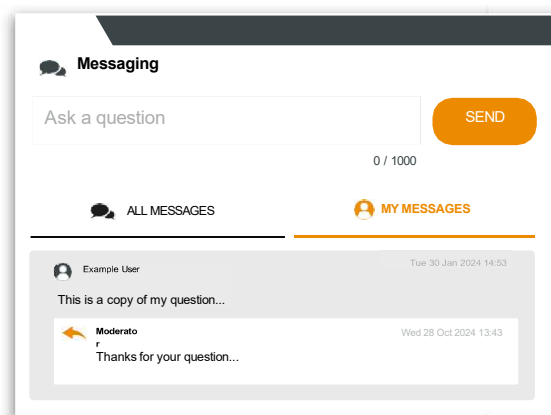 Messaging
Ask a question
SEND
0 / 1000
ALL MESSAGES
MY MESSAGES
Example User
Tue 30 Jan 2024 14:53
This is a copy of my question...
Moderato
r
Wed 28 Oct 2024 13:43
Thanks for your question...